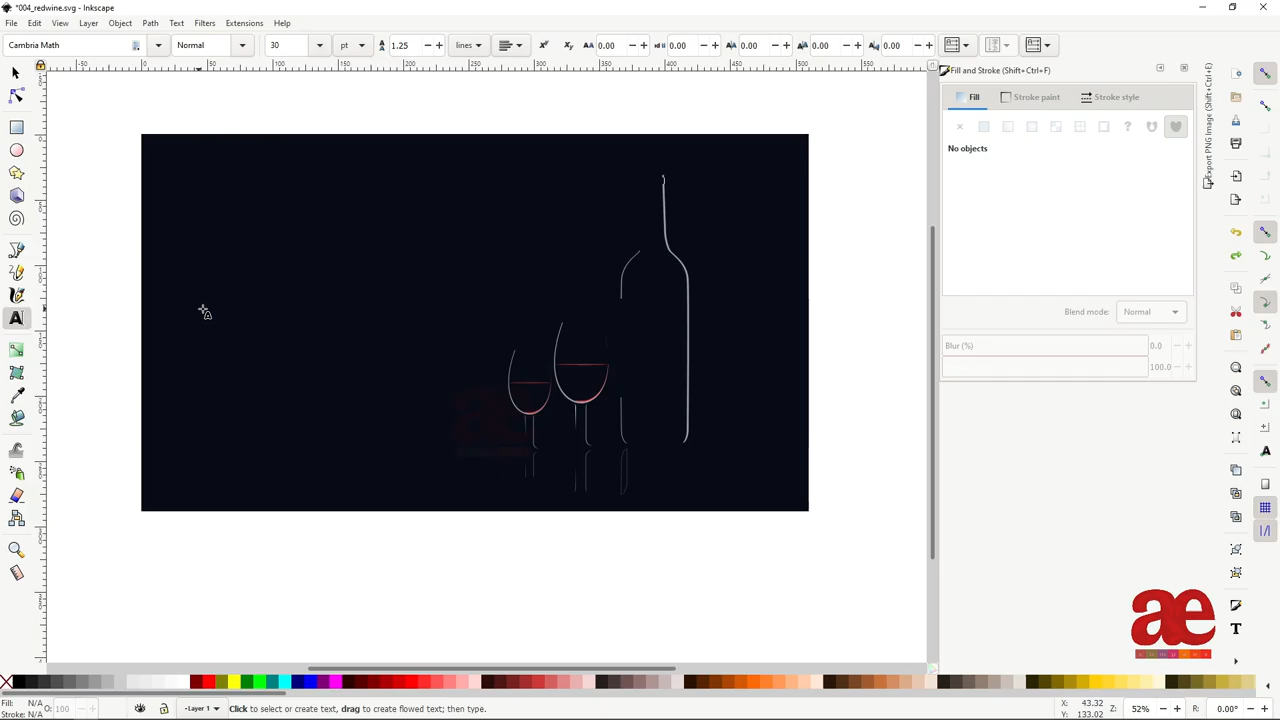 *004_redwine.svg - Inkscape
File Edit View Layer Object Path Text Filters Extensions Help
Cambria Math Normal 30 pt 1.25 lines 0.00 0.00 0.00 0.00 0.00
Fill and Stroke (Shift+Ctrl+F)
Fill Stroke paint Stroke style
No objects
Blend mode: Normal
Blur (%) 0.0
100.0
Export PNG Image (Shift+Ctrl+E)
æ
æ
Fill: N/A
Stroke: N/A
O: 100
Layer 1
Click to select or create text, drag to create flowed text; then type.
X: 43.32
Y: 133.02
Z: 52%
R: 0.00°